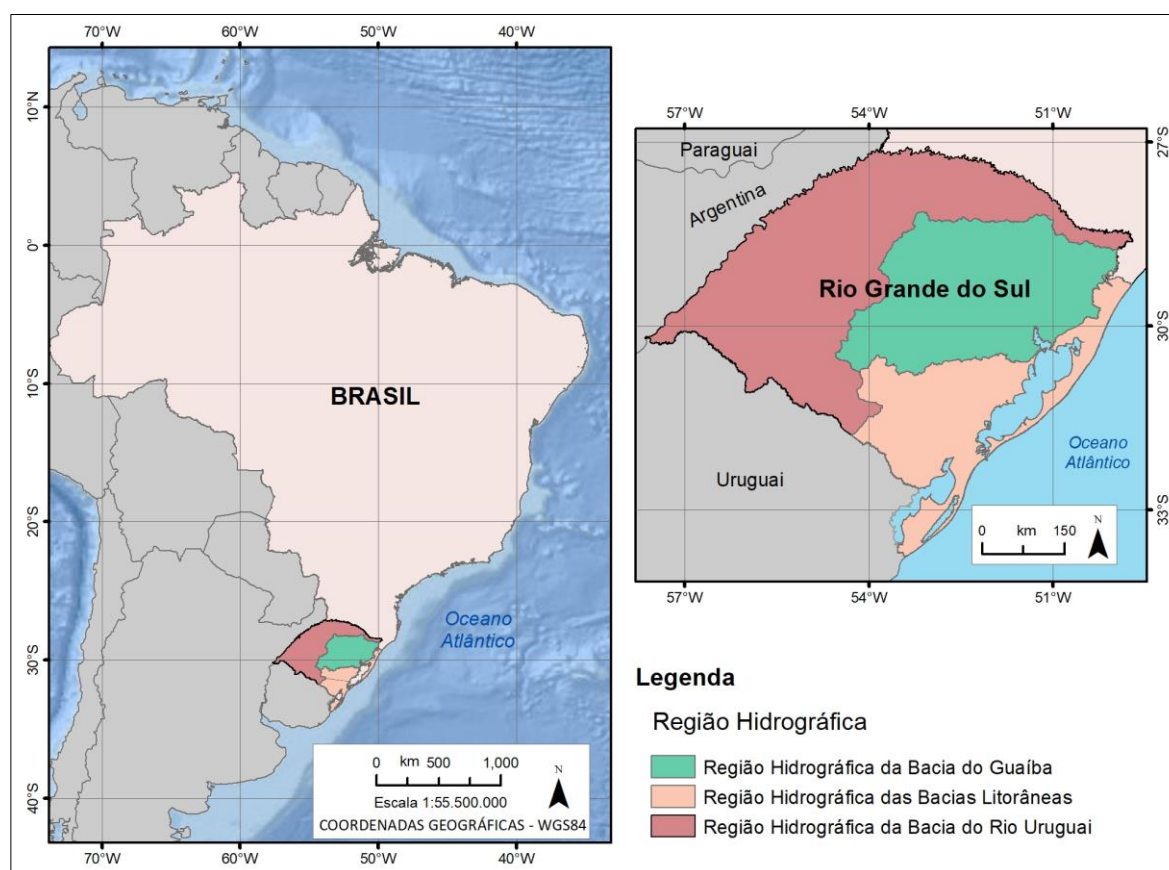 70°W 60°W 50°W 40°W
10°N
0°
10°S
20°S
30°S
40°S
BRASIL
Oceano
Atlântico
0 km 500 1,000
N
Escala 1:55.500.000
COORDENADAS GEOGRÁFICAS - WGS84
70°W 60°W 50°W 40°W
57°W 54°W 51°W
27°S
30°S
33°S
Paraguai
Argentina
Rio Grande do Sul
Uruguai
Oceano
Atlântico
0 km 150
N
57°W 54°W 51°W
Legenda
Região Hidrográfica
Região Hidrográfica da Bacia do Guaíba
Região Hidrográfica das Bacias Litorâneas
Região Hidrográfica da Bacia do Rio Uruguai